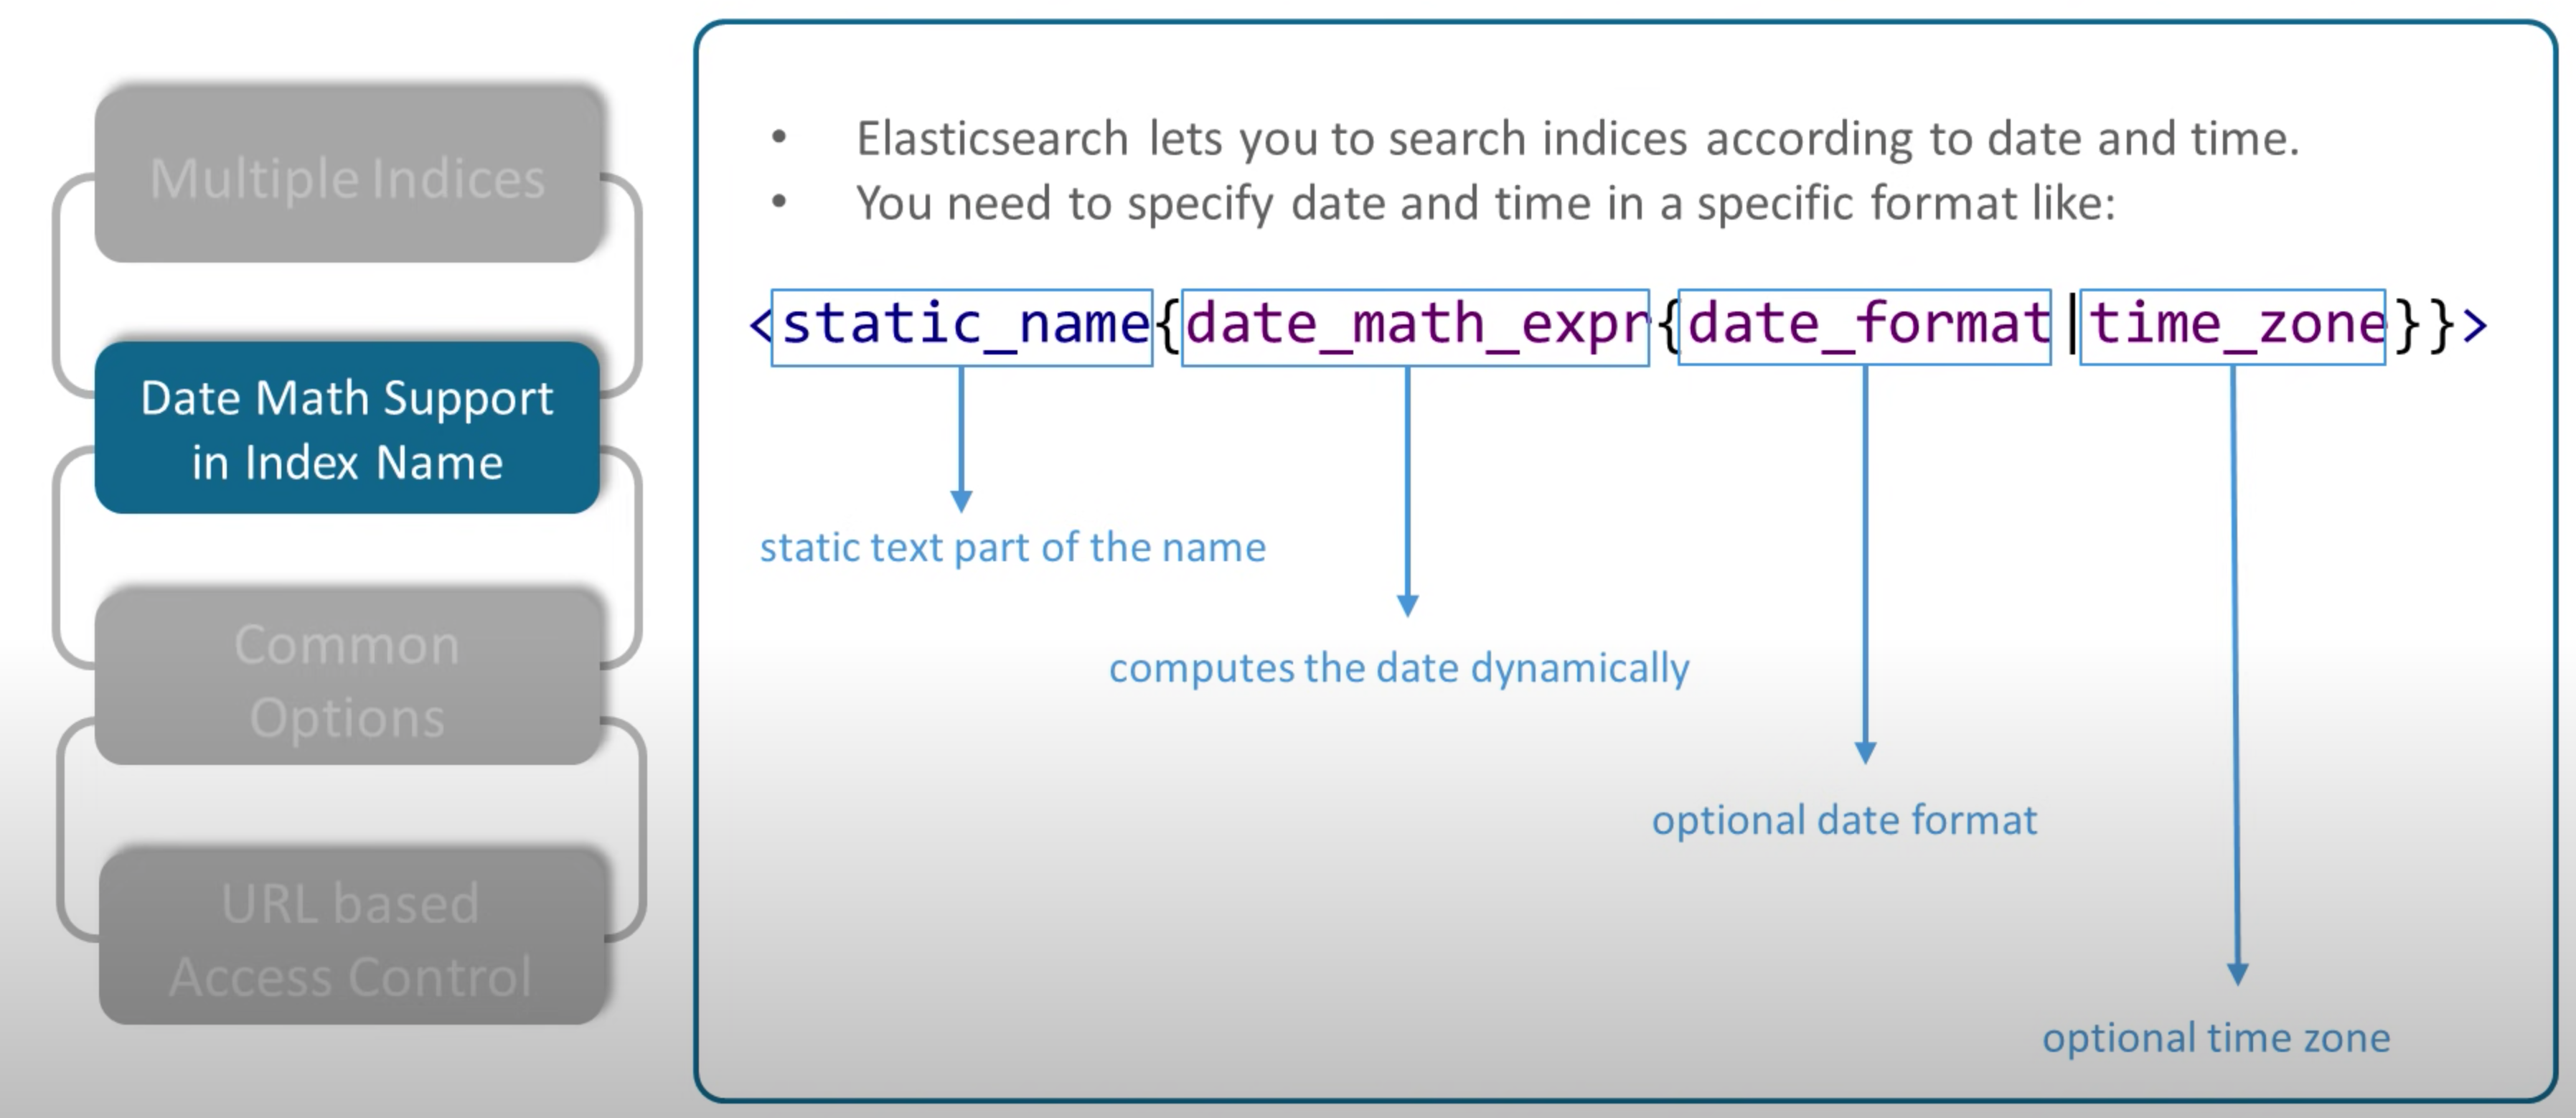 Multiple Indices
Date Math Support
in Index Name
Common
Options
URL based
Access Control
• Elasticsearch lets you to search indices according to date and time.
• You need to specify date and time in a specific format like:
<static_name{date_math_expr{date_format|time_zone}}>
static text part of the name
computes the date dynamically
optional date format
optional time zone